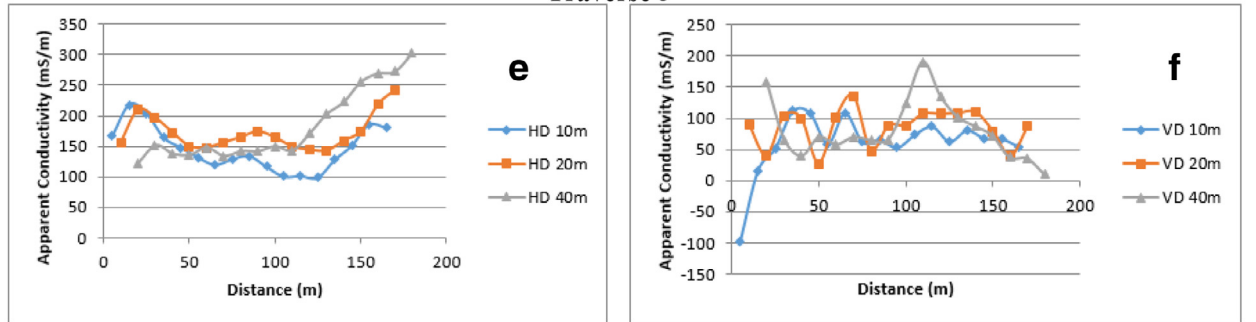 350
300
250
200
150
100
50
0
0 50 100 150 200
Apparent Conductivity (mS/m)
Distance (m)
e
HD 10m
HD 20m
HD 40m
250
200
150
100
50
0
-50
-100
-150
0 50 100 150 200
Apparent Conductivity (mS/m)
Distance (m)
f
VD 10m
VD 20m
VD 40m